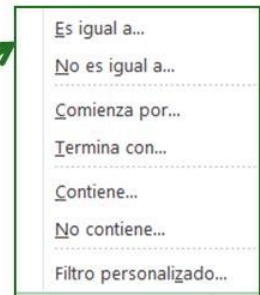 Es igual a...
No es igual a...
Comienza por...
Termina con...
Contiene...
No contiene...
Filtro personalizado...